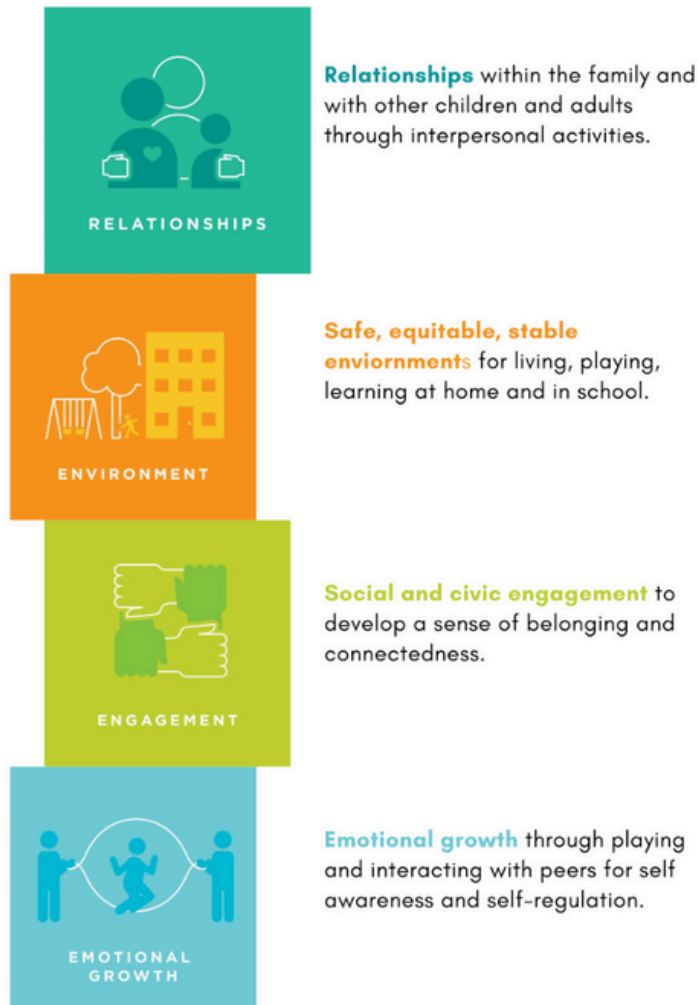 RELATIONSHIPS
Relationships within the family and
with other children and adults
through interpersonal activities.
ENVIRONMENT
Safe, equitable, stable
enviornments for living, playing,
learning at home and in school.
ENGAGEMENT
Social and civic engagement to
develop a sense of belonging and
connectedness.
EMOTIONAL
GROWTH
Emotional growth through playing
and interacting with peers for self
awareness and self-regulation.